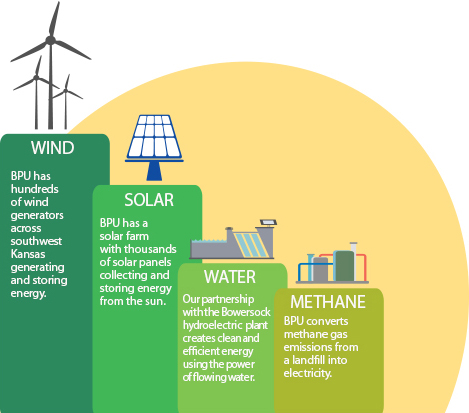 WIND
BPU has
hundreds
of wind
generators
across
southwest
Kansas
generating
and storing
energy.
SOLAR
BPU has a
solar farm
with thousands
of solar panels
collecting and
storing energy
from the sun.
WATER
Our partnership
with the Bowersock
hydroelectric plant
creates clean and
efficient energy
using the power
of flowing water.
METHANE
BPU converts
methane gas
emissions from
a landfill into
electricity.